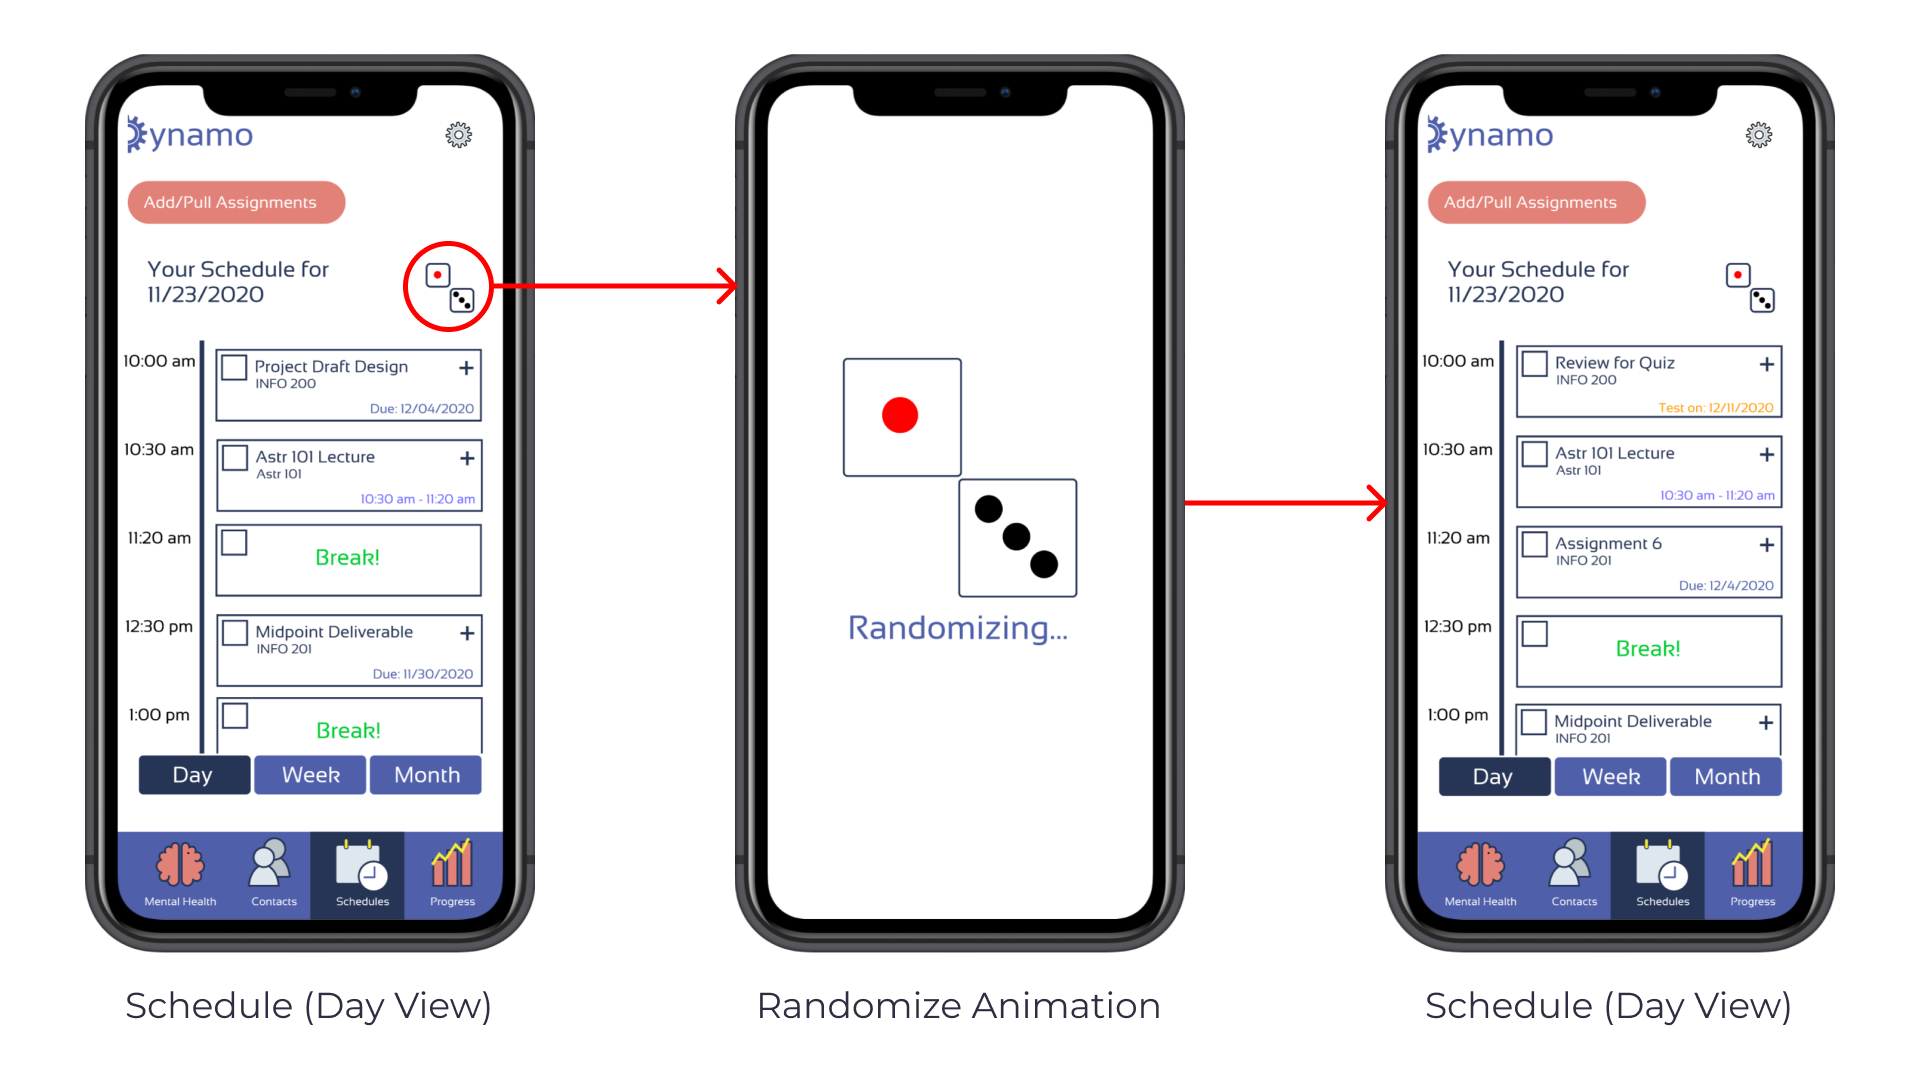 Dynamo
Add/Pull Assignments
Your Schedule for
11/23/2020
10:00 am
Project Draft Design
INFO 200
Due: 12/04/2020
10:30 am
Astr 101 Lecture
Astr 101
10:30 am - 11:20 am
11:20 am
Break!
12:30 pm
Midpoint Deliverable
INFO 201
Due: 11/30/2020
1:00 pm
Break!
Day Week Month
Mental Health Contacts Schedules Progress
Schedule (Day View)
Randomizing...
Randomize Animation
Dynamo
Add/Pull Assignments
Your Schedule for
11/23/2020
10:00 am
Review for Quiz
INFO 200
Test on: 12/11/2020
10:30 am
Astr 101 Lecture
Astr 101
10:30 am - 11:20 am
11:20 am
Assignment 6
INFO 201
Due: 12/4/2020
12:30 pm
Break!
1:00 pm
Midpoint Deliverable
INFO 201
Day Week Month
Mental Health Contacts Schedules Progress
Schedule (Day View)